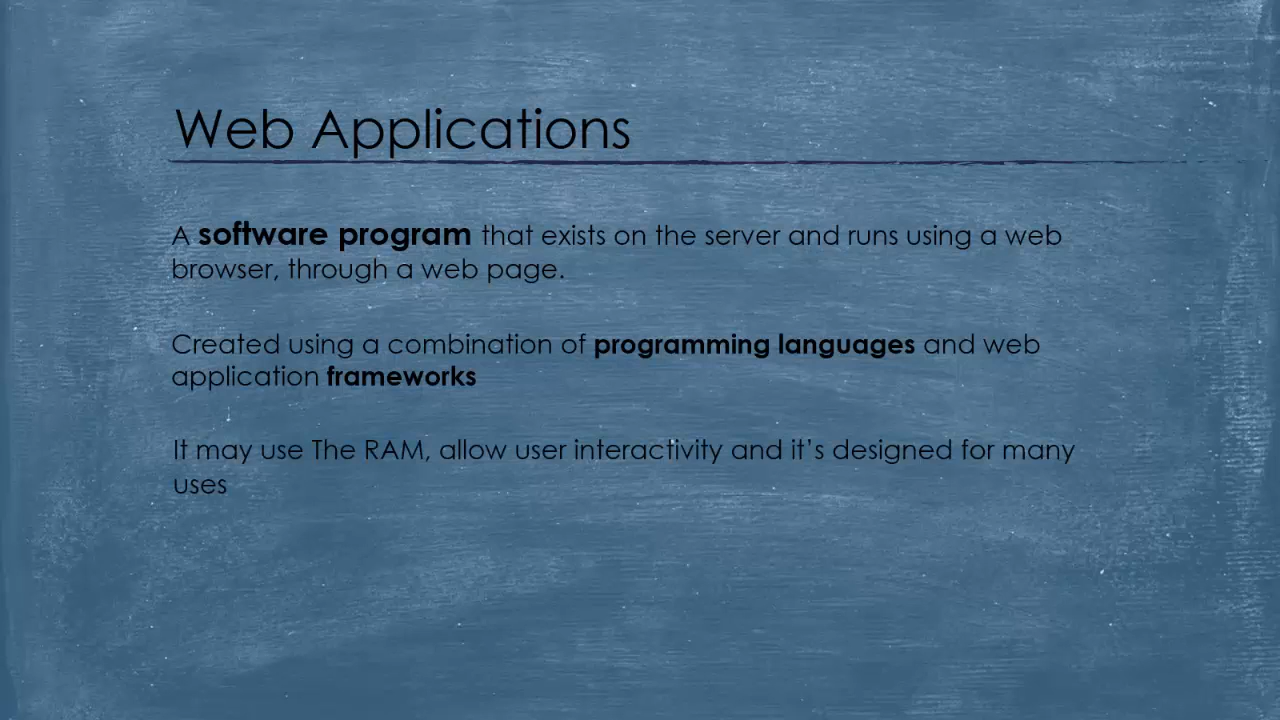 Web Applications
A software program that exists on the server and runs using a web
browser, through a web page.
Created using a combination of programming languages and web
application frameworks
It may use The RAM, allow user interactivity and it’s designed for many
uses